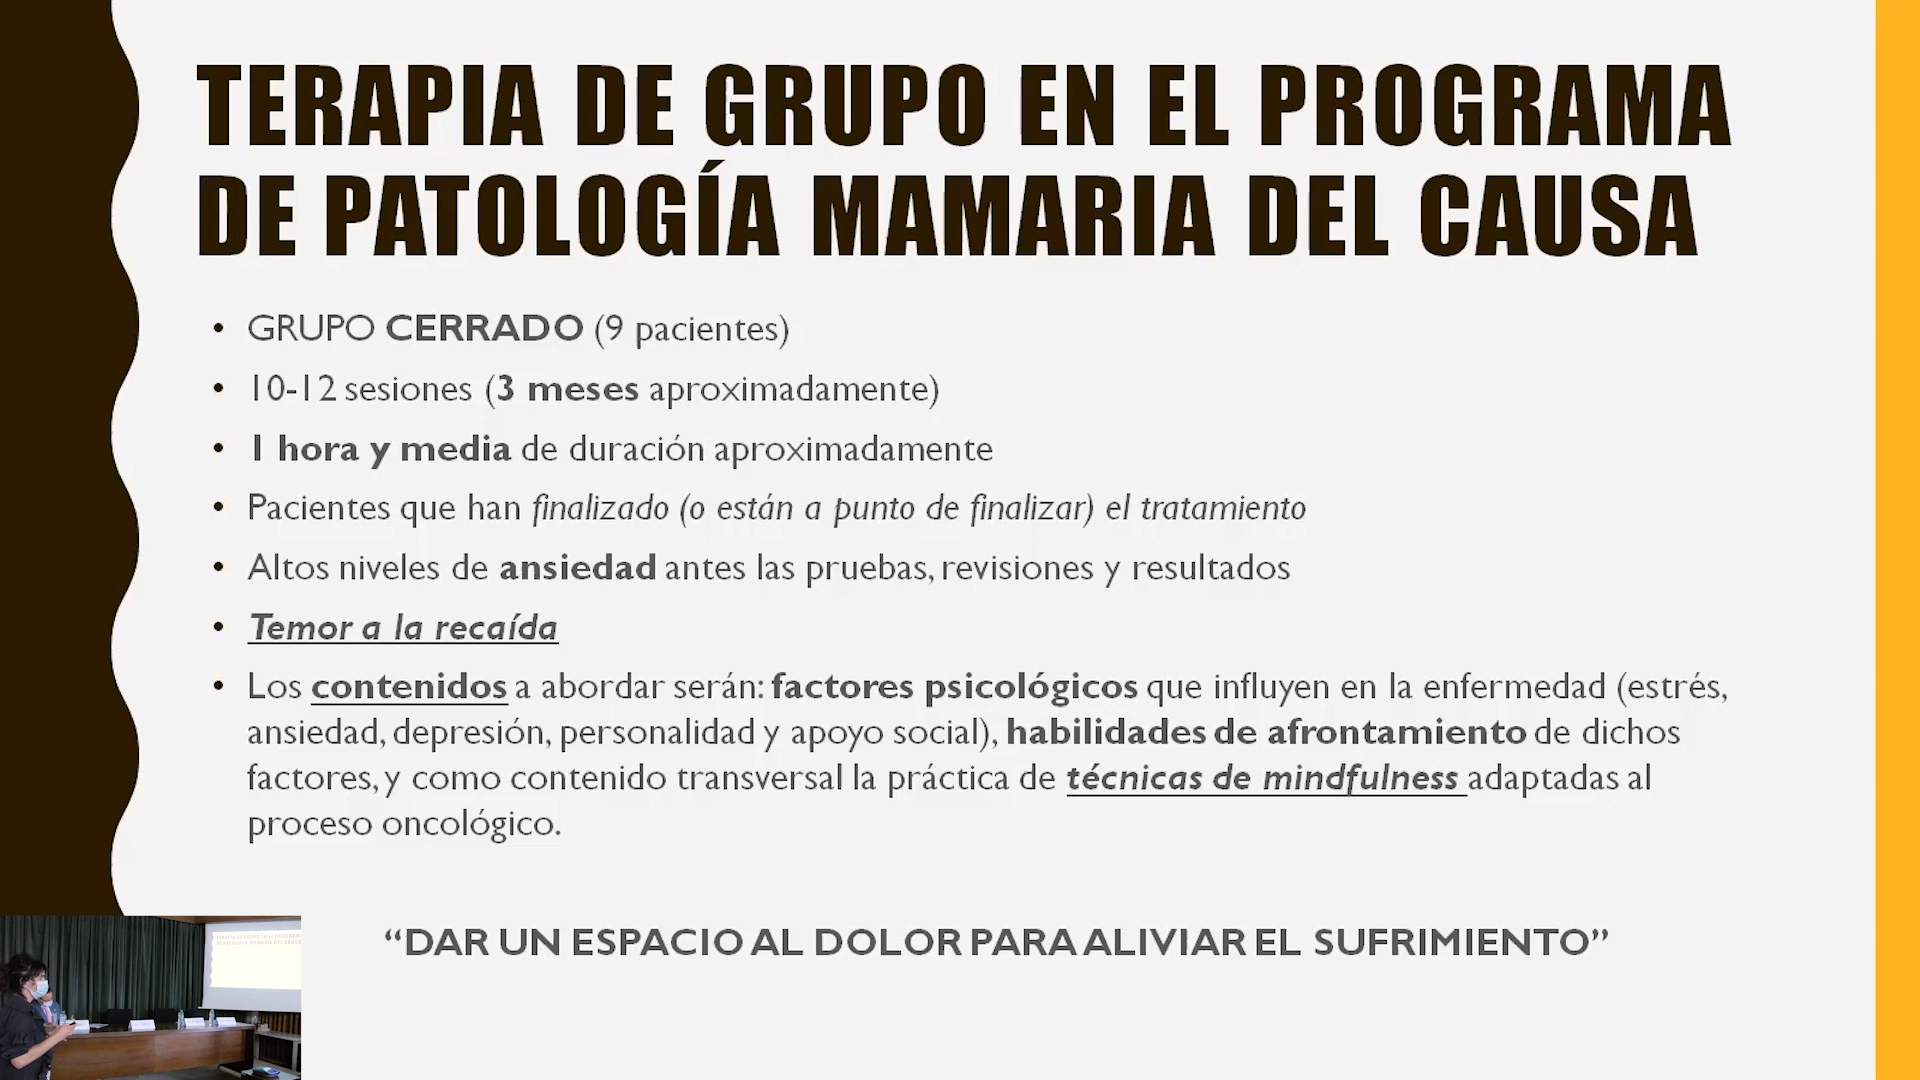 TERAPIA DE GRUPO EN EL PROGRAMA
DE PATOLOGÍA MAMARIA DEL CAUSA
• GRUPO CERRADO (9 pacientes)
• 10-12 sesiones (3 meses aproximadamente)
• 1 hora y media de duración aproximadamente
• Pacientes que han finalizado (o están a punto de finalizar) el tratamiento
• Altos niveles de ansiedad antes las pruebas, revisiones y resultados
• Temor a la recaída
• Los contenidos a abordar serán: factores psicológicos que influyen en la enfermedad (estrés,
ansiedad, depresión, personalidad y apoyo social), habilidades de afrontamiento de dichos
factores, y como contenido transversal la práctica de técnicas de mindfulness adaptadas al
proceso oncológico.
“DAR UN ESPACIO AL DOLOR PARA ALIVIAR EL SUFRIMIENTO”